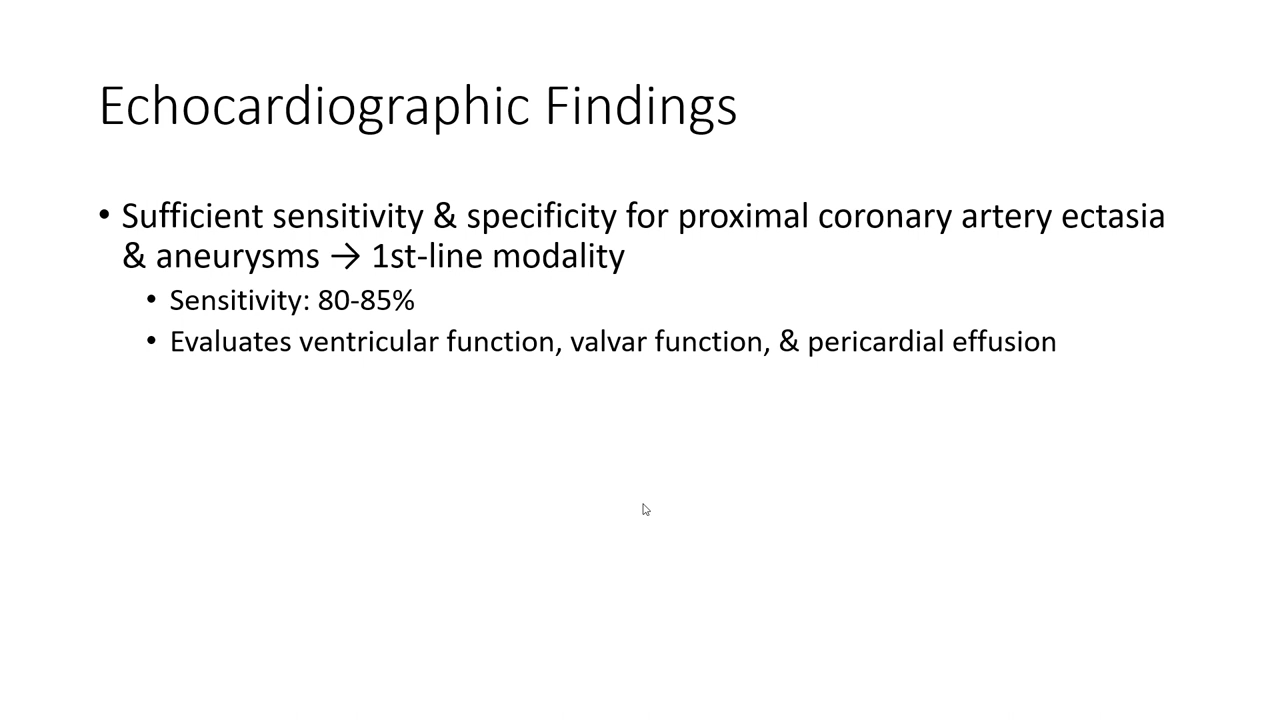 Echocardiographic Findings
• Sufficient sensitivity & specificity for proximal coronary artery ectasia
& aneurysms → 1st-line modality
• Sensitivity: 80-85%
• Evaluates ventricular function, valvar function, & pericardial effusion